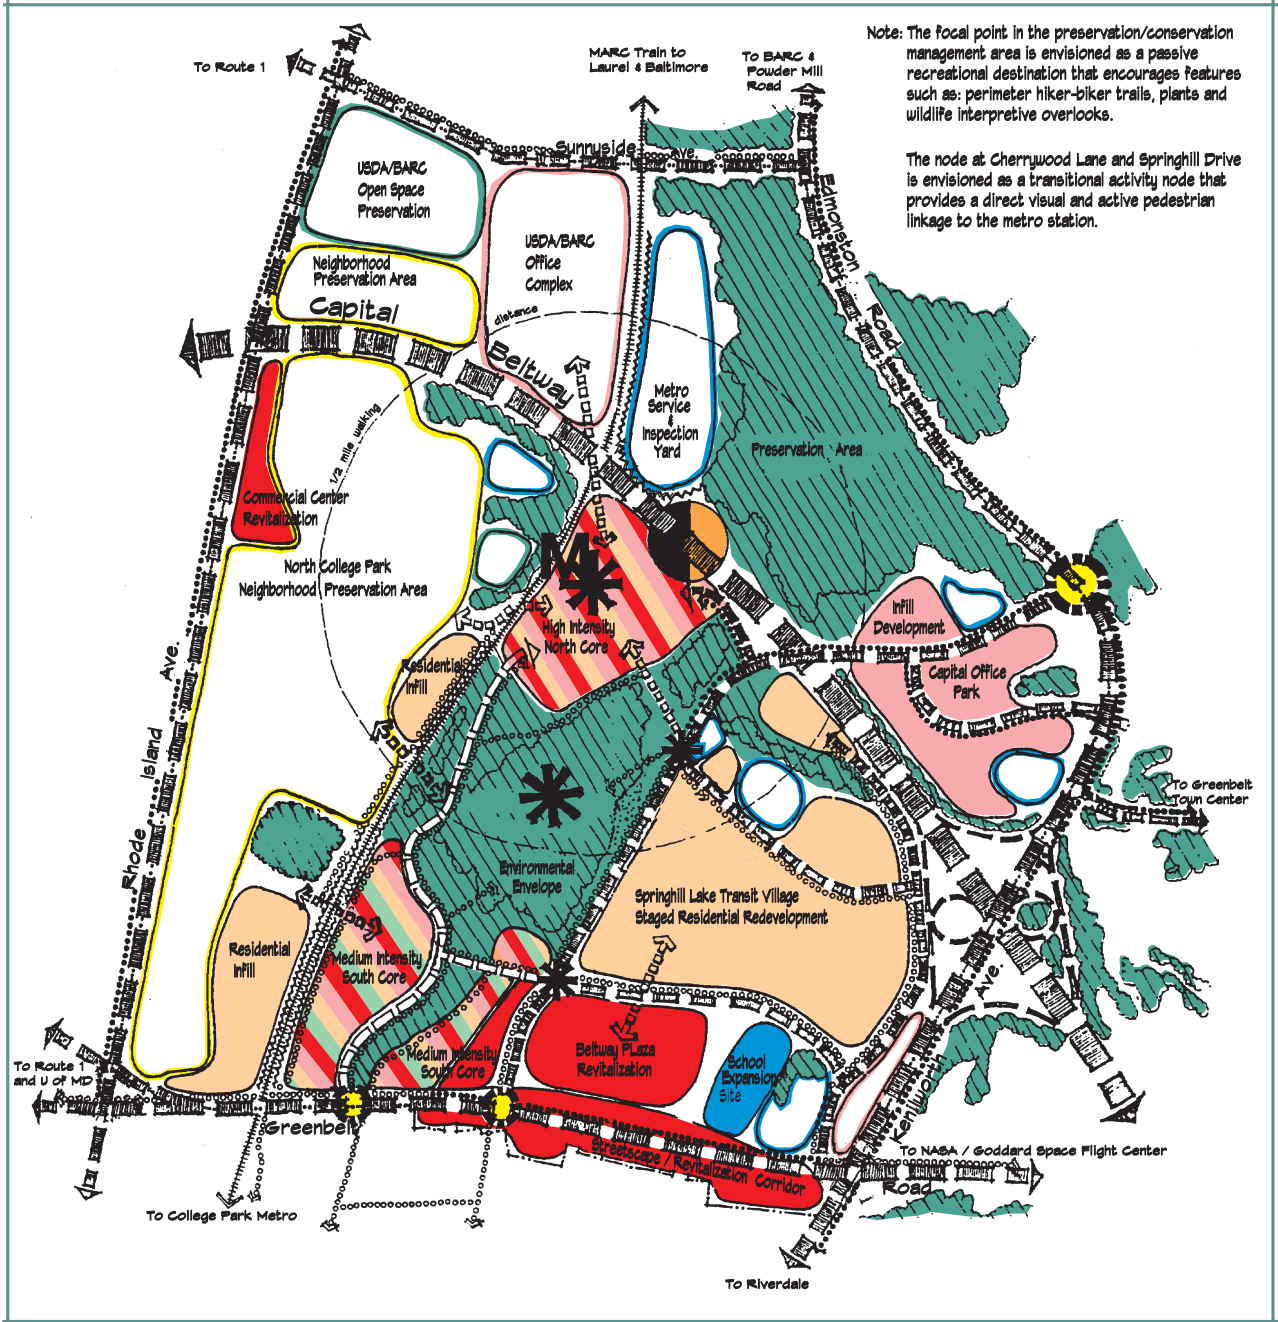 Note: The focal point in the preservation/conservation
management area is envisioned as a passive
recreational destination that encourages features
such as: perimeter hiker-biker trails, plants and
wildlife interpretive overlooks.
The node at Cherrywood Lane and Springhill Drive
is envisioned as a transitional activity node that
provides a direct visual and active pedestrian
linkage to the metro station.
To Route 1
MARC Train to
Laurel & Baltimore
To BARC &
Powder Mill
Road
Sunnyside Ave.
USDA/BARC
Open Space
Preservation
Edmonston Road
USDA/BARC
Office
Complex
Neighborhood
Preservation Area
Capital Beltway
distance
1/2 mile walking
Metro
Service
&
Inspection
Yard
Preservation Area
Commercial Center
Revitalization
M
North College Park
Neighborhood Preservation Area
High Intensity
North Core
Infill
Development
Capital Office
Park
Residential
Infill
Rhode Island Ave.
To Greenbelt
Town Center
Environmental
Envelope
Springhill Lake Transit Village
Staged Residential Redevelopment
Residential
Infill
Medium Intensity
South Core
Medium Intensity
South Core
Beltway PLaza
Revitalization
School
Expansion
Site
Kenilworth Ave.
To Route 1
and U of MD
Greenbelt Road
Streetscape / Revitalization Corridor
To NASA / Goddard Space Flight Center
To College Park Metro
To Riverdale